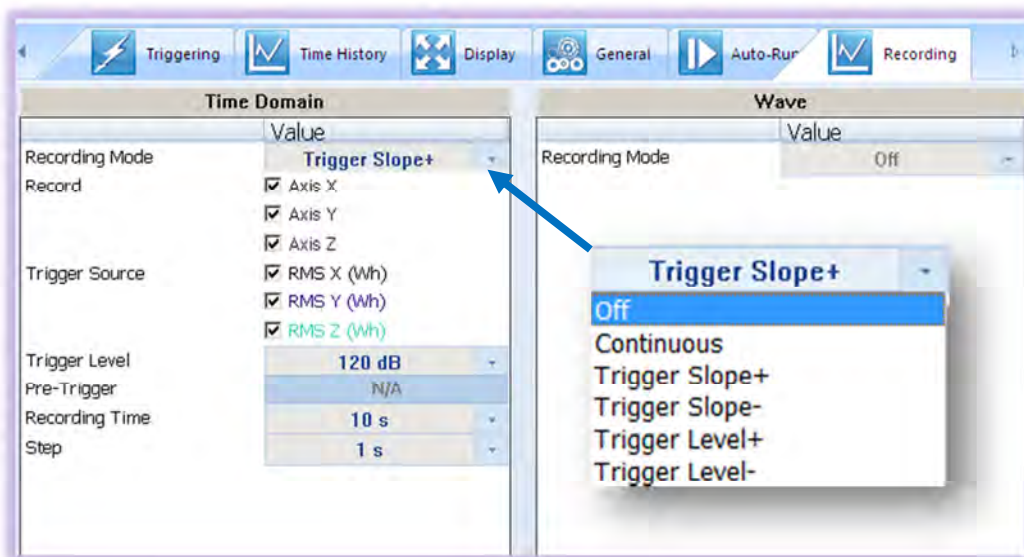 Triggering Time History Display General Auto-Run Recording
Time Domain
Value
Recording Mode Trigger Slope+
Record Axis X
Axis Y
Axis Z
Trigger Source RMS X (Wh)
RMS Y (Wh)
RMS Z (Wh)
Trigger Level 120 dB
Pre-Trigger N/A
Recording Time 10 s
Step 1 s
Wave
Value
Recording Mode Off
Trigger Slope+
Off
Continuous
Trigger Slope+
Trigger Slope-
Trigger Level+
Trigger Level-